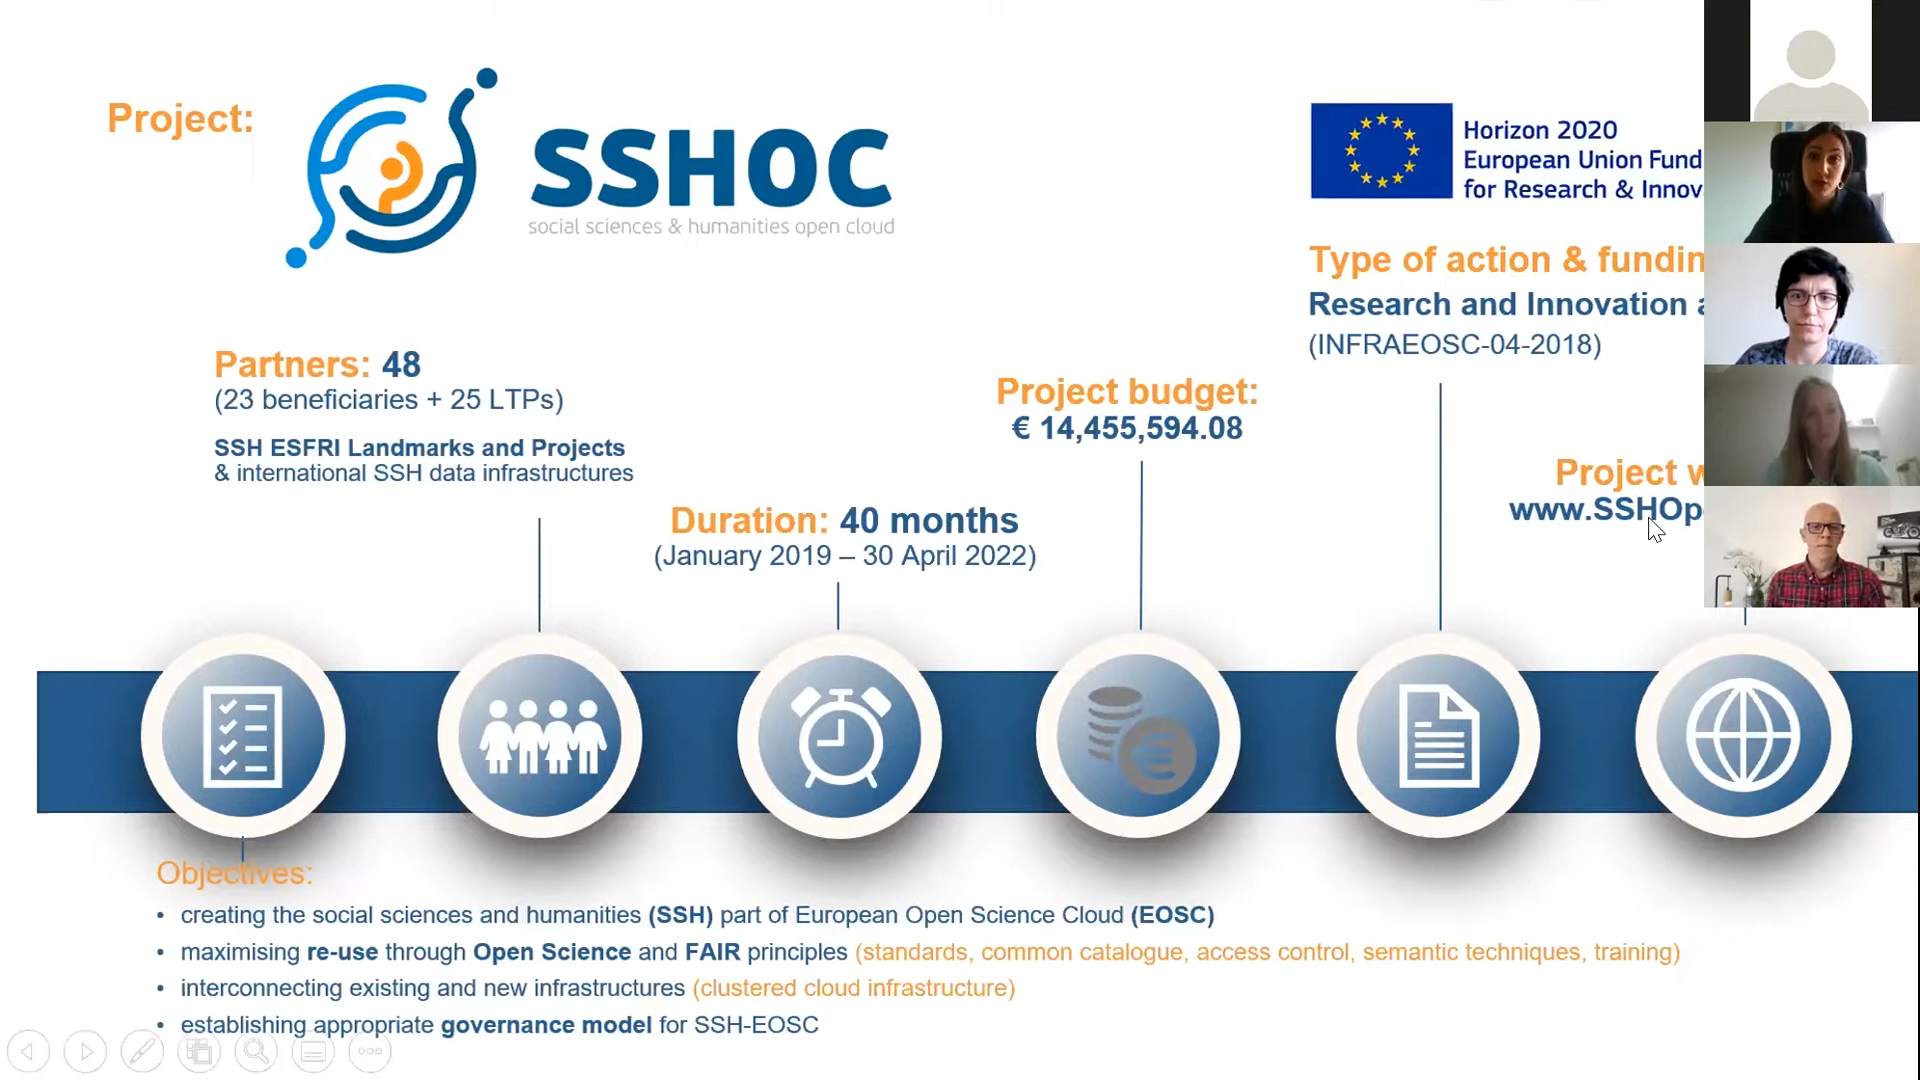 Project:
SSHOC
social sciences & humanities open cloud
Horizon 2020
European Union Fund
for Research & Innov
Type of action & fundin
Research and Innovation
(INFRAEOSC-04-2018)
Partners: 48
(23 beneficiaries + 25 LTPs)
SSH ESFRI Landmarks and Projects
& international SSH data infrastructures
Project budget:
€ 14,455,594.08
Project
www.SSHOp
Duration: 40 months
(January 2019 – 30 April 2022)
Objectives:
• creating the social sciences and humanities (SSH) part of European Open Science Cloud (EOSC)
• maximising re-use through Open Science and FAIR principles (standards, common catalogue, access control, semantic techniques, training)
• interconnecting existing and new infrastructures (clustered cloud infrastructure)
• establishing appropriate governance model for SSH-EOSC